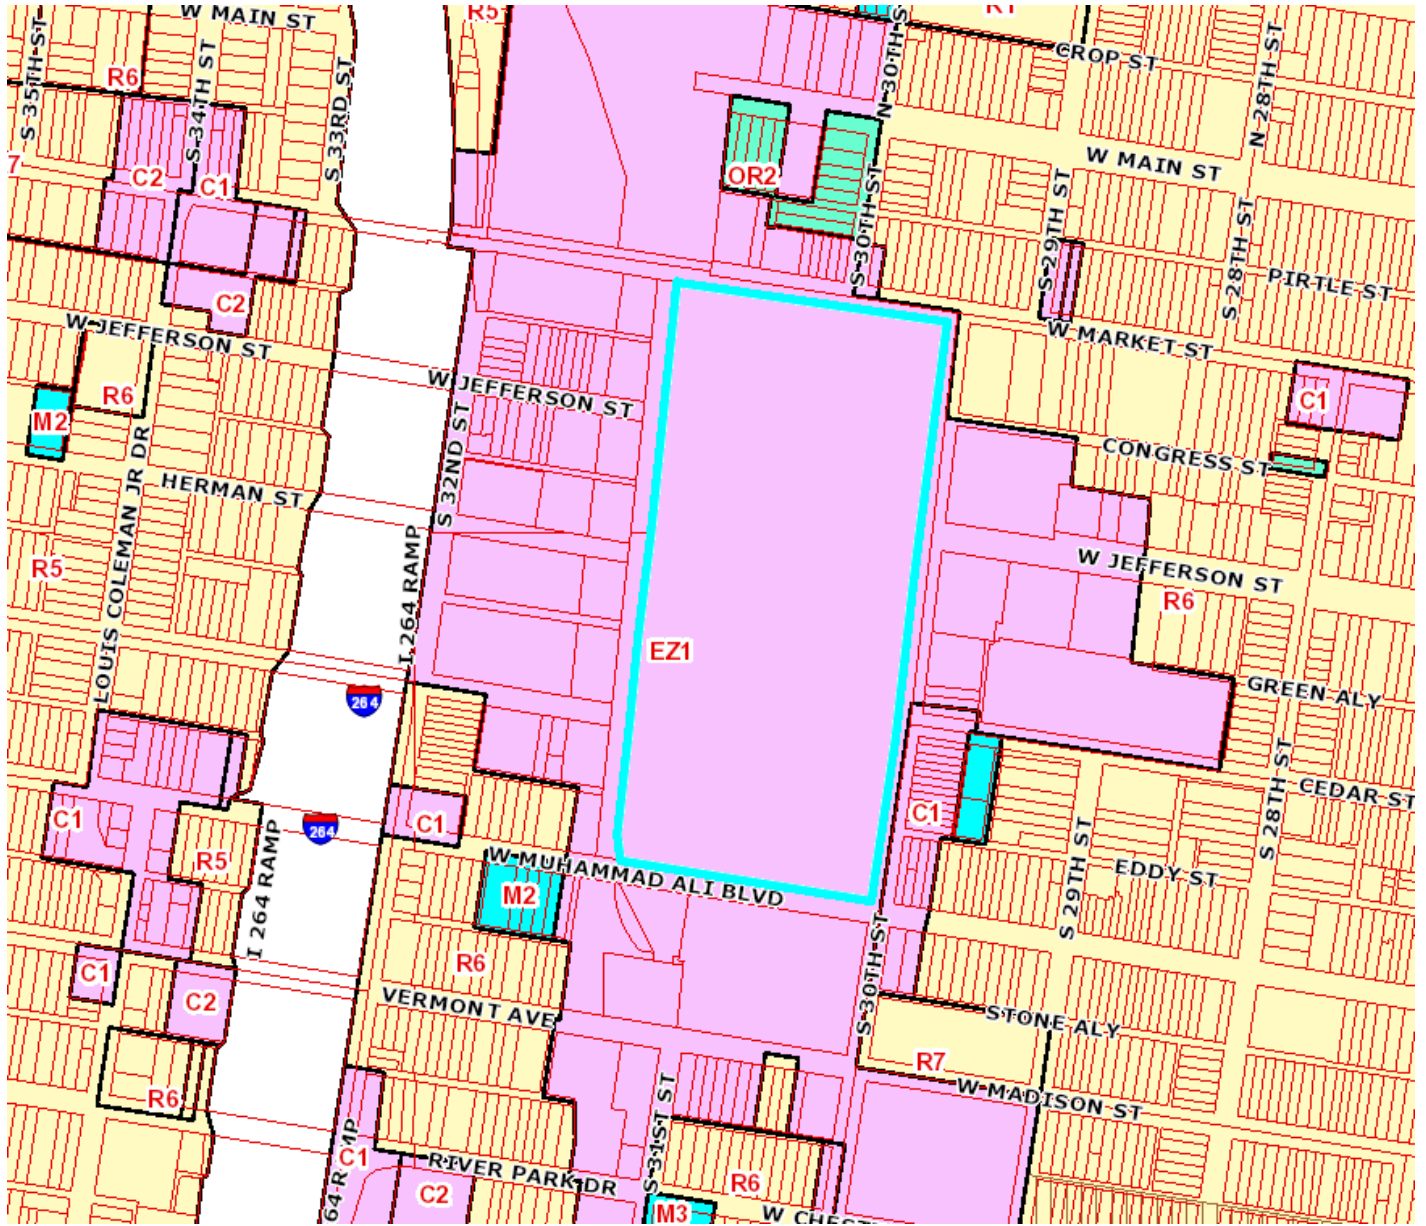 W MAIN ST
R5
R1
S 35TH ST
R6
S 34TH ST
S 33RD ST
N 30TH S
CROP ST
N 28TH ST
7
C2
C1
OR2
W MAIN ST
S 30TH ST
S 29TH ST
S 28TH ST
PIRTLE ST
C2
W JEFFERSON ST
W MARKET ST
R6
M2
W JEFFERSON ST
C1
S 32ND ST
CONGRESS ST
HERMAN ST
LOUIS COLEMAN JR DR
R5
I 264 RAMP
W JEFFERSON ST
R6
EZ1
264
GREEN ALY
C1
264
C1
C1
CEDAR ST
S 28TH ST
R5
W MUHAMMAD ALI BLVD
EDDY ST
M2
S 29TH ST
I 264 RAMP
C1
C2
R6
VERMONT AVE
S 30TH ST
STONE ALY
R7
R6
W MADISON ST
S 31ST ST
C1
64 RAMP
RIVER PARK DR
C2
R6
M3
W CHEST